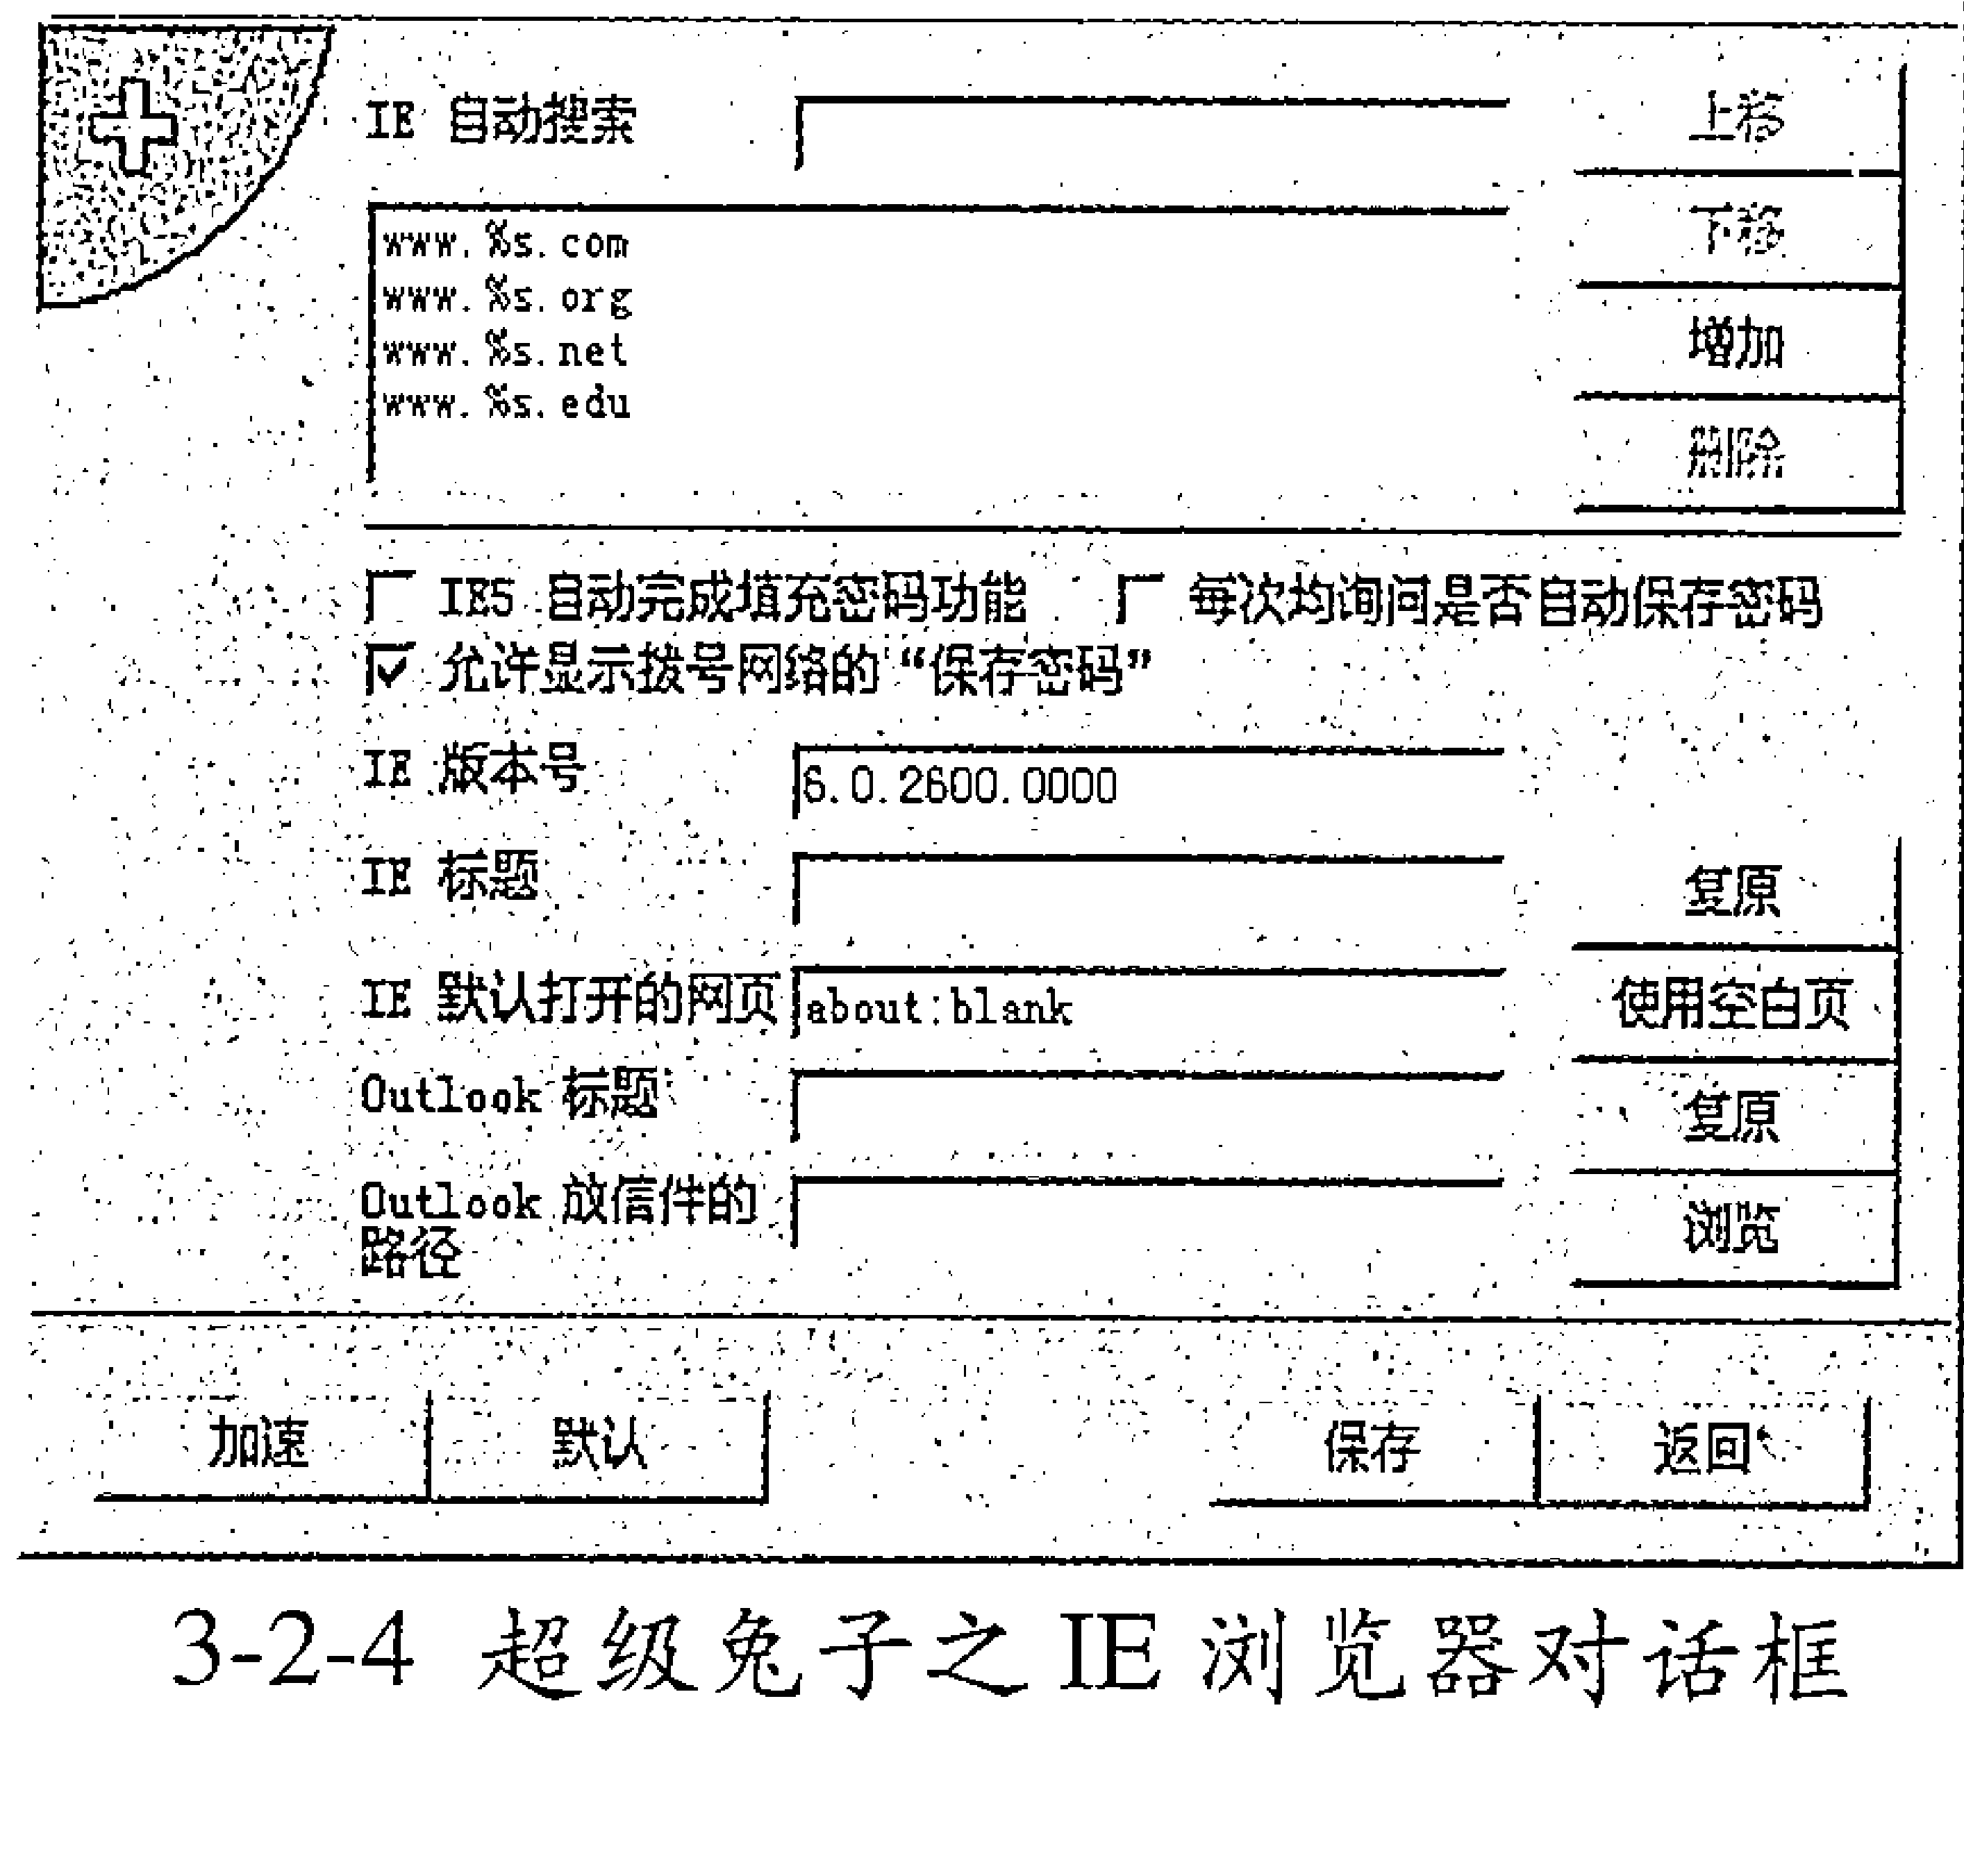 IE 自动搜索
上移
www.%s.com
下移
www.%s.org
www.%s.net
增加
www.%s.edu
删除
IE5 自动完成填充密码功能 每次均询问是否自动保存密码
允许显示拨号网络的“保存密码”
IE 版本号 6.0.2600.0000
IE 标题 复原
IE 默认打开的网页 about:blank 使用空白页
Outlook 标题 复原
Outlook 放信件的 浏览
路径
加速 默认 保存 返回
3-2-4 超级兔子之 IE 浏览器对话框